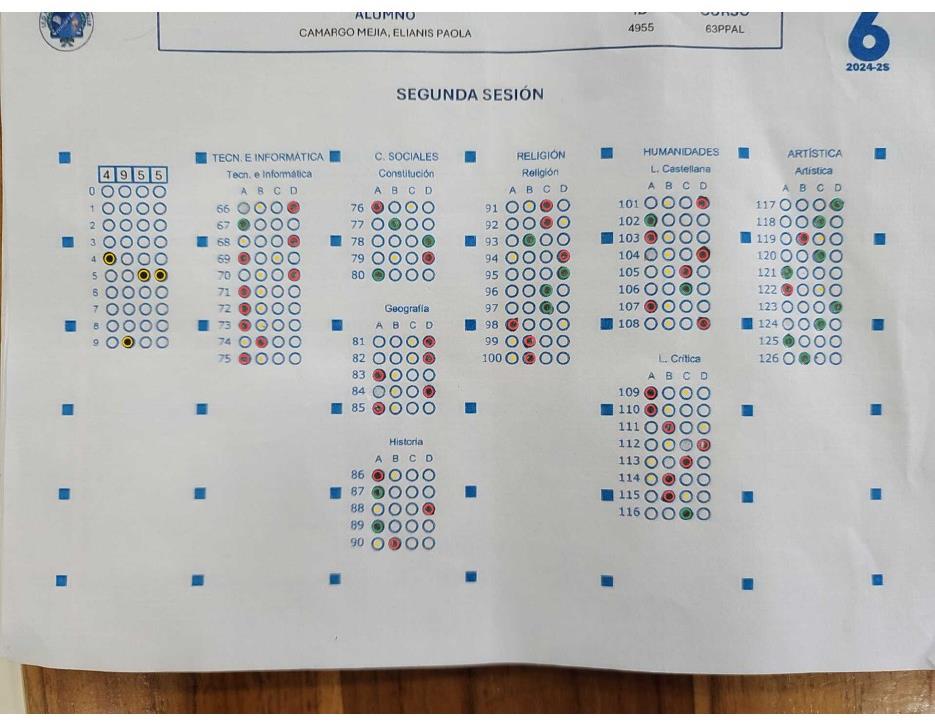 ALUMNO
CAMARGO MEJIA, ELIANIS PAOLA
4955
63PPAL
6
2024-2S
SEGUNDA SESIÓN
4 9 5 5
0
1
2
3
4
5
6
7
8
9
TECN. E INFORMÁTICA
Tecn. e Informática
A B C D
66
67
68
69
70
71
72
73
74
75
C. SOCIALES
Constitución
A B C D
76
77
78
79
80
Geografía
A B C D
81
82
83
84
85
Historia
A B C D
86
87
88
89
90
RELIGIÓN
Religión
A B C D
91
92
93
94
95
96
97
98
99
100
HUMANIDADES
L. Castellana
A B C D
101
102
103
104
105
106
107
108
L. Crítica
A B C D
109
110
111
112
113
114
115
116
ARTÍSTICA
Artística
A B C D
117
118
119
120
121
122
123
124
125
126